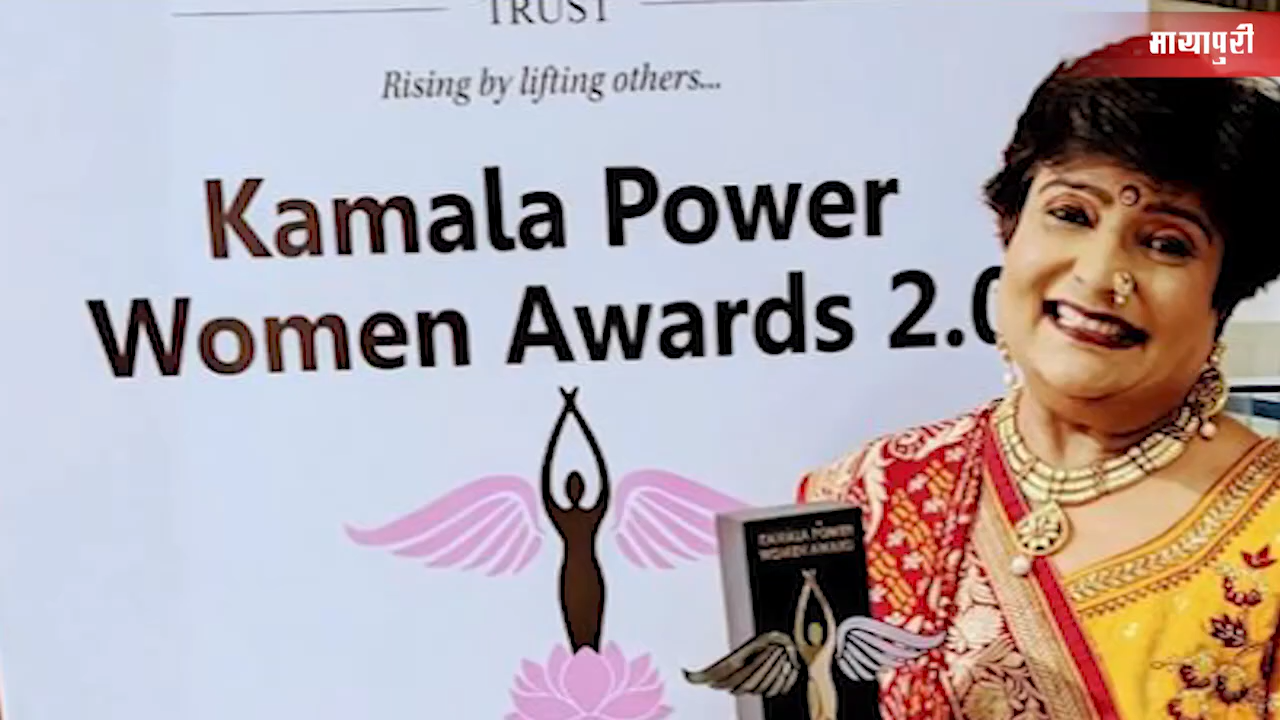 TRUST
मायापुरी
Rising by lifting others...
Kamala Power
Women Awards 2.0
KAMALA POWER
WOMEN AWARD